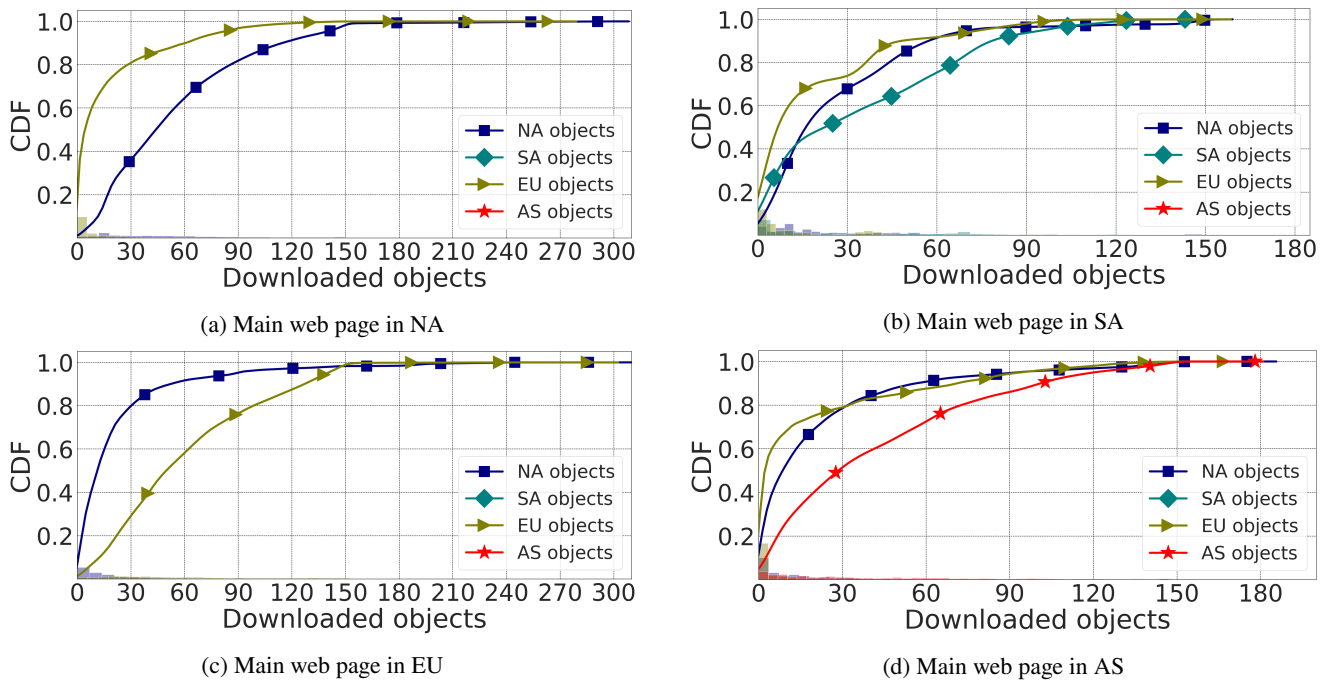 1.0
0.8
0.6
0.4
0.2
CDF
0 30 60 90 120 150 180 210 240 270 300
Downloaded objects
NA objects
SA objects
EU objects
AS objects
(a) Main web page in NA
1.0
0.8
0.6
0.4
0.2
CDF
0 30 60 90 120 150 180
Downloaded objects
NA objects
SA objects
EU objects
AS objects
(b) Main web page in SA
1.0
0.8
0.6
0.4
0.2
CDF
0 30 60 90 120 150 180 210 240 270 300
Downloaded objects
NA objects
SA objects
EU objects
AS objects
(c) Main web page in EU
1.0
0.8
0.6
0.4
0.2
CDF
0 30 60 90 120 150 180
Downloaded objects
NA objects
SA objects
EU objects
AS objects
(d) Main web page in AS